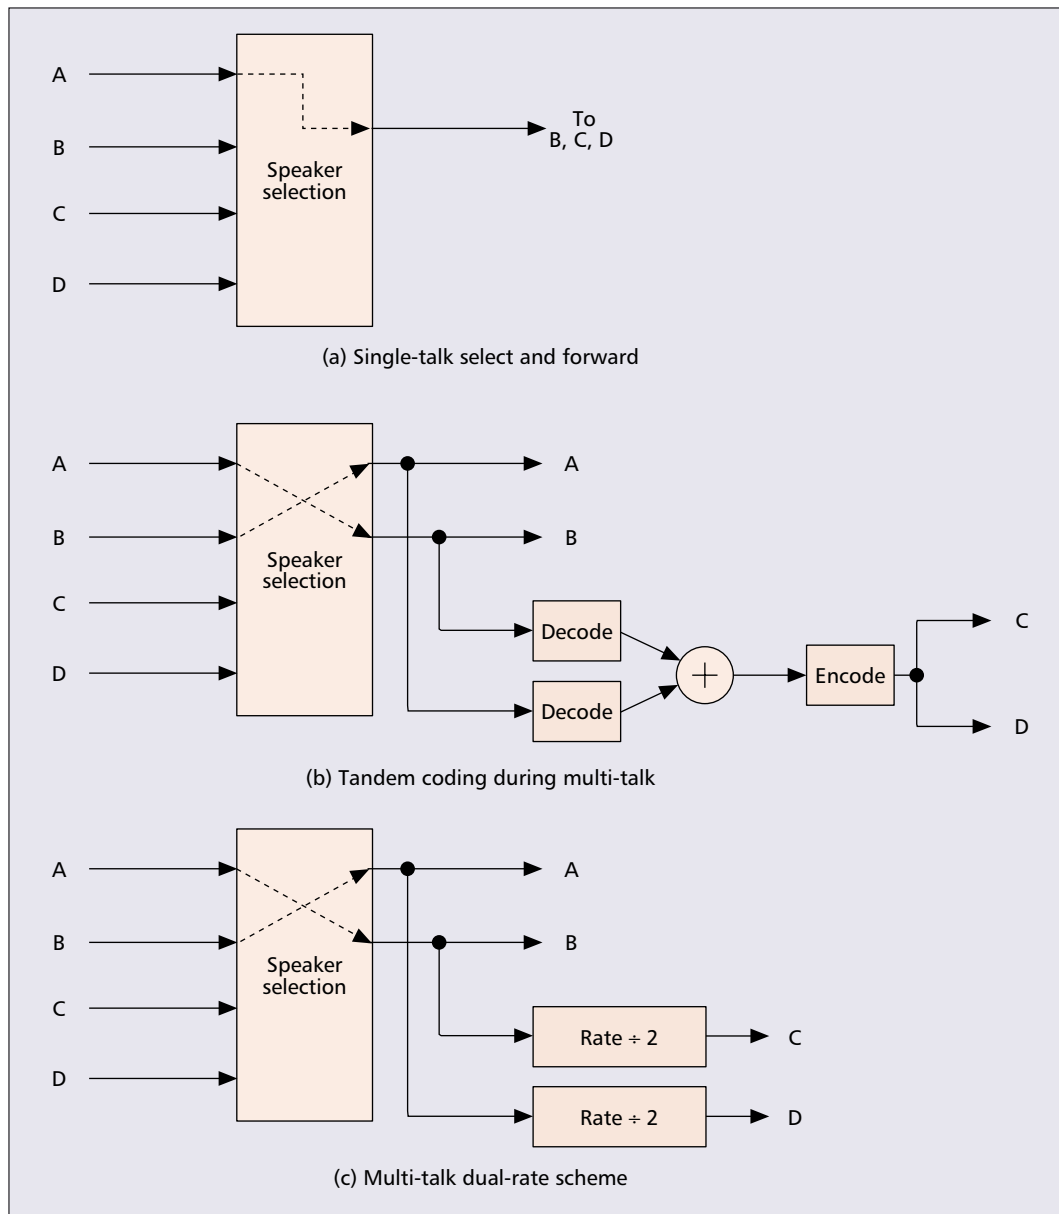 A
To
B, C, D
B
Speaker
selection
C
D
(a) Single-talk select and forward
A
A
B
B
Speaker
selection
C
Decode
C
D
Encode
Decode
D
(b) Tandem coding during multi-talk
A
A
B
B
Speaker
selection
C
Rate ÷ 2
C
D
Rate ÷ 2
D
(c) Multi-talk dual-rate scheme